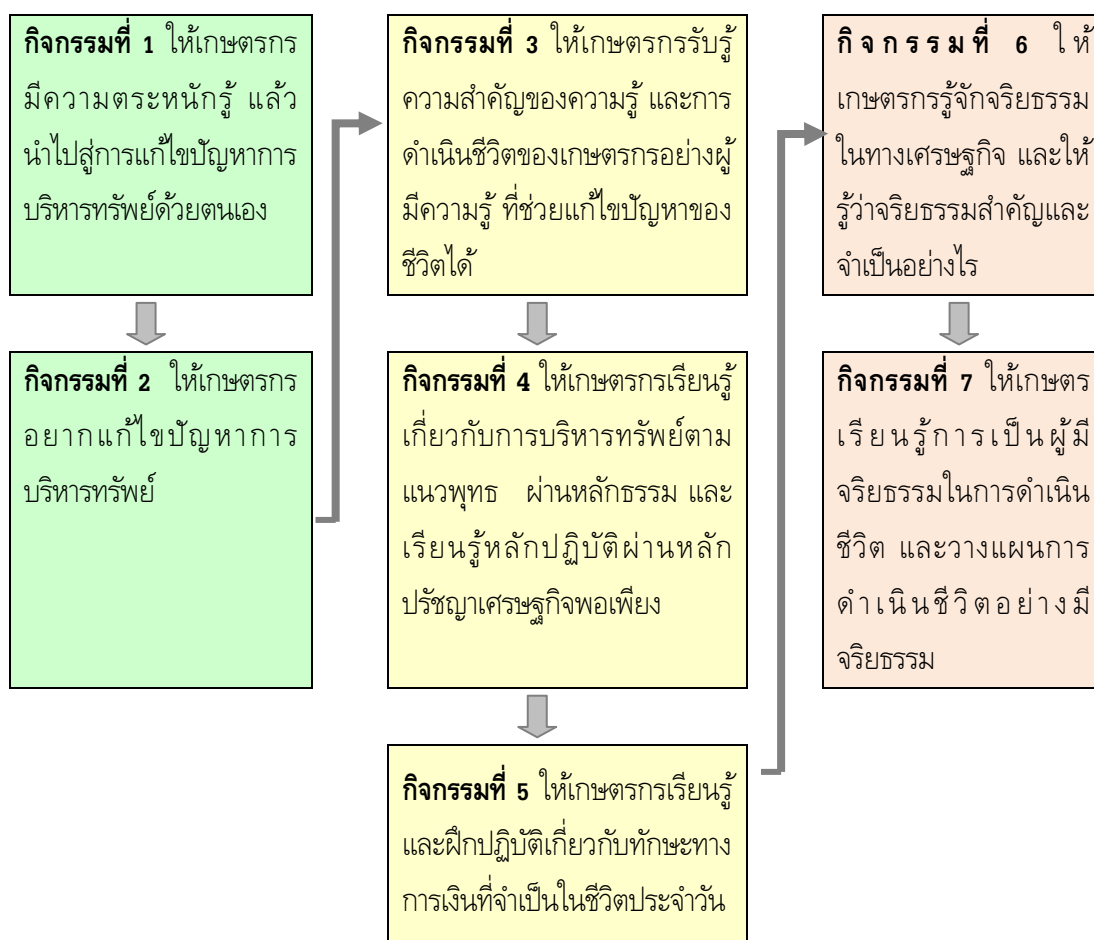 กิจกรรมที่ 1 ให้เกษตรกร
มีความตระหนักรู้ แล้ว
นำไปสู่การแก้ไขปัญหาการ
บริหารทรัพย์ด้วยตนเอง
กิจกรรมที่ 2 ให้เกษตรกร
อยากแก้ไขปัญหาการ
บริหารทรัพย์
กิจกรรมที่ 3 ให้เกษตรกรรับรู้
ความสำคัญของความรู้ และการ
ดำเนินชีวิตของเกษตรกรอย่างผู้
มีความรู้ ที่ช่วยแก้ไขปัญหาของ
ชีวิตได้
กิจกรรมที่ 4 ให้เกษตรกรเรียนรู้
เกี่ยวกับการบริหารทรัพย์ตาม
แนวพุทธ ผ่านหลักธรรม และ
เรียนรู้หลักปฏิบัติผ่านหลัก
ปรัชญาเศรษฐกิจพอเพียง
กิจกรรมที่ 5 ให้เกษตรกรเรียนรู้
และฝึกปฏิบัติเกี่ยวกับทักษะทาง
การเงินที่จำเป็นในชีวิตประจำวัน
กิจกรรมที่ 6 ให้
เกษตรกรรู้จักจริยธรรม
ในทางเศรษฐกิจ และให้
รู้ว่าจริยธรรมสำคัญและ
จำเป็นอย่างไร
กิจกรรมที่ 7 ให้เกษตร
เรียนรู้การเป็นผู้มี
จริยธรรมในการดำเนิน
ชีวิต และวางแผนการ
ดำเนินชีวิตอย่างมี
จริยธรรม